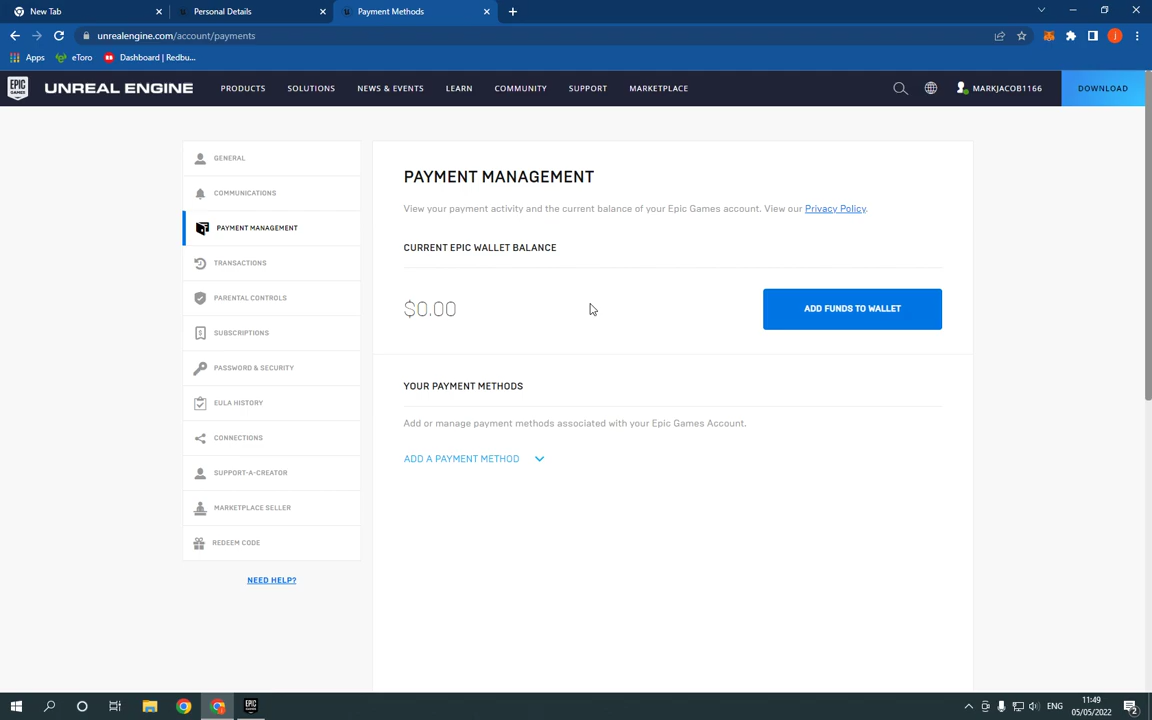 New Tab
Personal Details
Payment Methods
unrealengine.com/account/payments
Apps
eToro
Dashboard | Redbu...
EPIC GAMES
UNREAL ENGINE
PRODUCTS
SOLUTIONS
NEWS & EVENTS
LEARN
COMMUNITY
SUPPORT
MARKETPLACE
MARKJACOB1166
DOWNLOAD
GENERAL
COMMUNICATIONS
PAYMENT MANAGEMENT
TRANSACTIONS
PARENTAL CONTROLS
SUBSCRIPTIONS
PASSWORD & SECURITY
EULA HISTORY
CONNECTIONS
SUPPORT-A-CREATOR
MARKETPLACE SELLER
REDEEM CODE
NEED HELP?
PAYMENT MANAGEMENT
View your payment activity and the current balance of your Epic Games account. View our Privacy Policy.
CURRENT EPIC WALLET BALANCE
$0.00
ADD FUNDS TO WALLET
YOUR PAYMENT METHODS
Add or manage payment methods associated with your Epic Games Account.
ADD A PAYMENT METHOD
ENG
11:49
05/05/2022
2